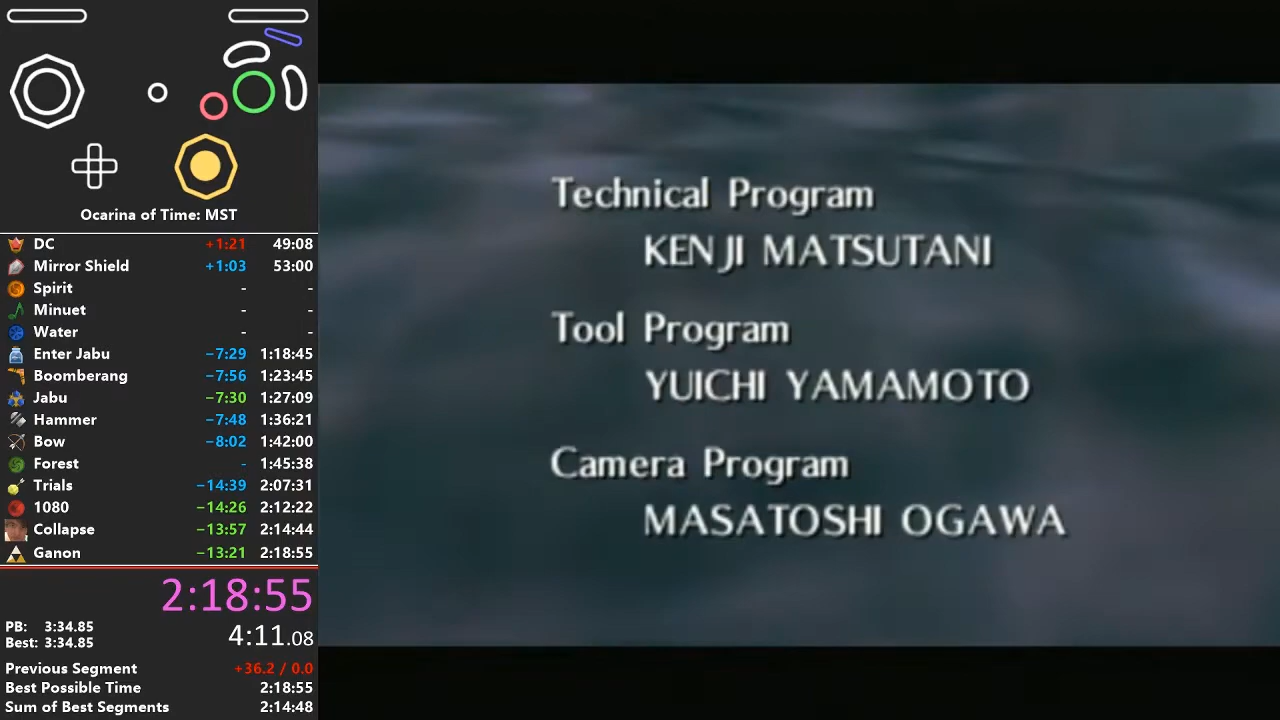 Ocarina of Time: MST
DC +1:21 49:08
Mirror Shield +1:03 53:00
Spirit - -
Minuet - -
Water - -
Enter Jabu −7:29 1:18:45
Boomberang −7:56 1:23:45
Jabu −7:30 1:27:09
Hammer −7:48 1:36:21
Bow −8:02 1:42:00
Forest - 1:45:38
Trials −14:39 2:07:31
1080 −14:26 2:12:22
Collapse −13:57 2:14:44
Ganon −13:21 2:18:55
2:18:55
PB: 3:34.85
Best: 3:34.85
4:11.08
Previous Segment +36.2 / 0.0
Best Possible Time 2:18:55
Sum of Best Segments 2:14:48
Technical Program
KENJI MATSUTANI
Tool Program
YUICHI YAMAMOTO
Camera Program
MASATOSHI OGAWA